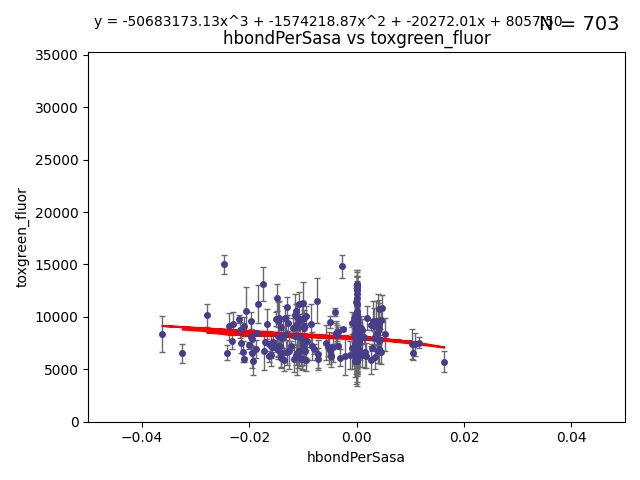 y = -50683173.13x^3 + -1574218.87x^2 + -20272.01x + 8057.50
N = 703
hbondPerSasa vs toxgreen_fluor
35000
30000
25000
20000
15000
10000
5000
0
toxgreen_fluor
−0.04 −0.02 0.00 0.02 0.04
hbondPerSasa